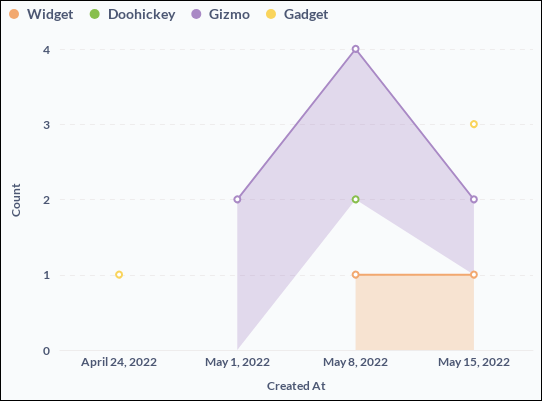 Widget Doohickey Gizmo Gadget
4
3
2
1
0
Count
April 24, 2022 May 1, 2022 May 8, 2022 May 15, 2022
Created At